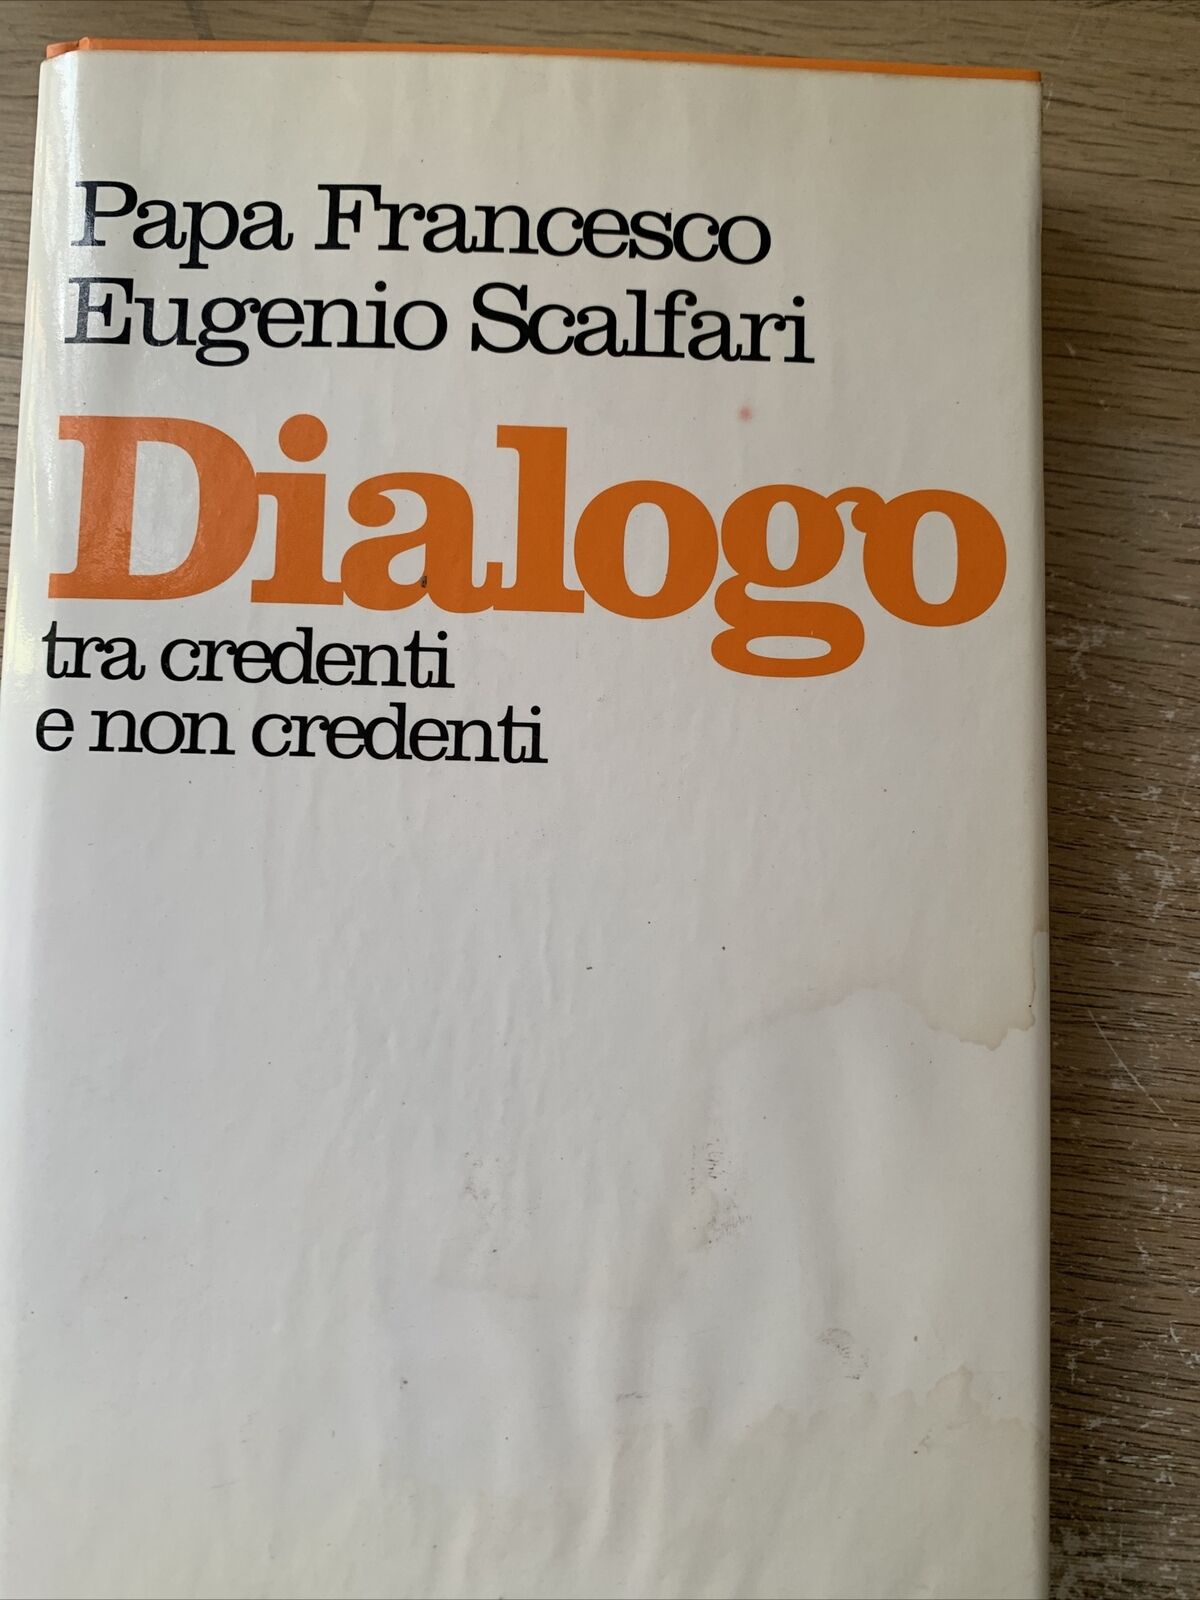 Papa Francesco
Eugenio Scalfari
Dialogo
tra credenti
e non credenti